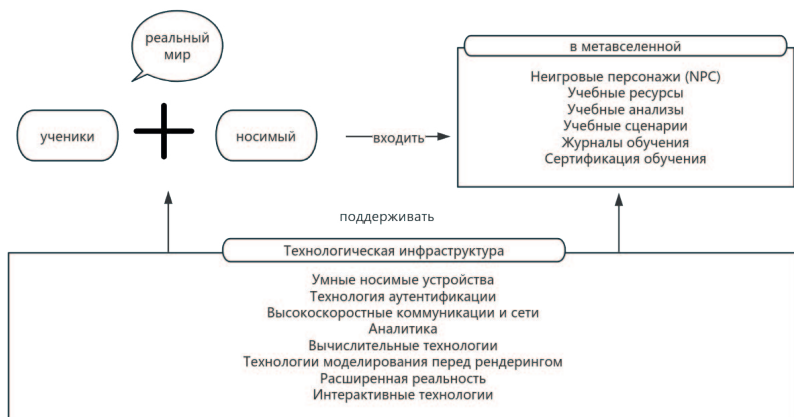 реальный
мир
ученики
носимый
входить
в метавселенной
Неигровые персонажи (NPC)
Учебные ресурсы
Учебные анализы
Учебные сценарии
Журналы обучения
Сертификация обучения
поддерживать
Технологическая инфраструктура
Умные носимые устройства
Технология аутентификации
Высокоскоростные коммуникации и сети
Аналитика
Вычислительные технологии
Технологии моделирования перед рендерингом
Расширенная реальность
Интерактивные технологии